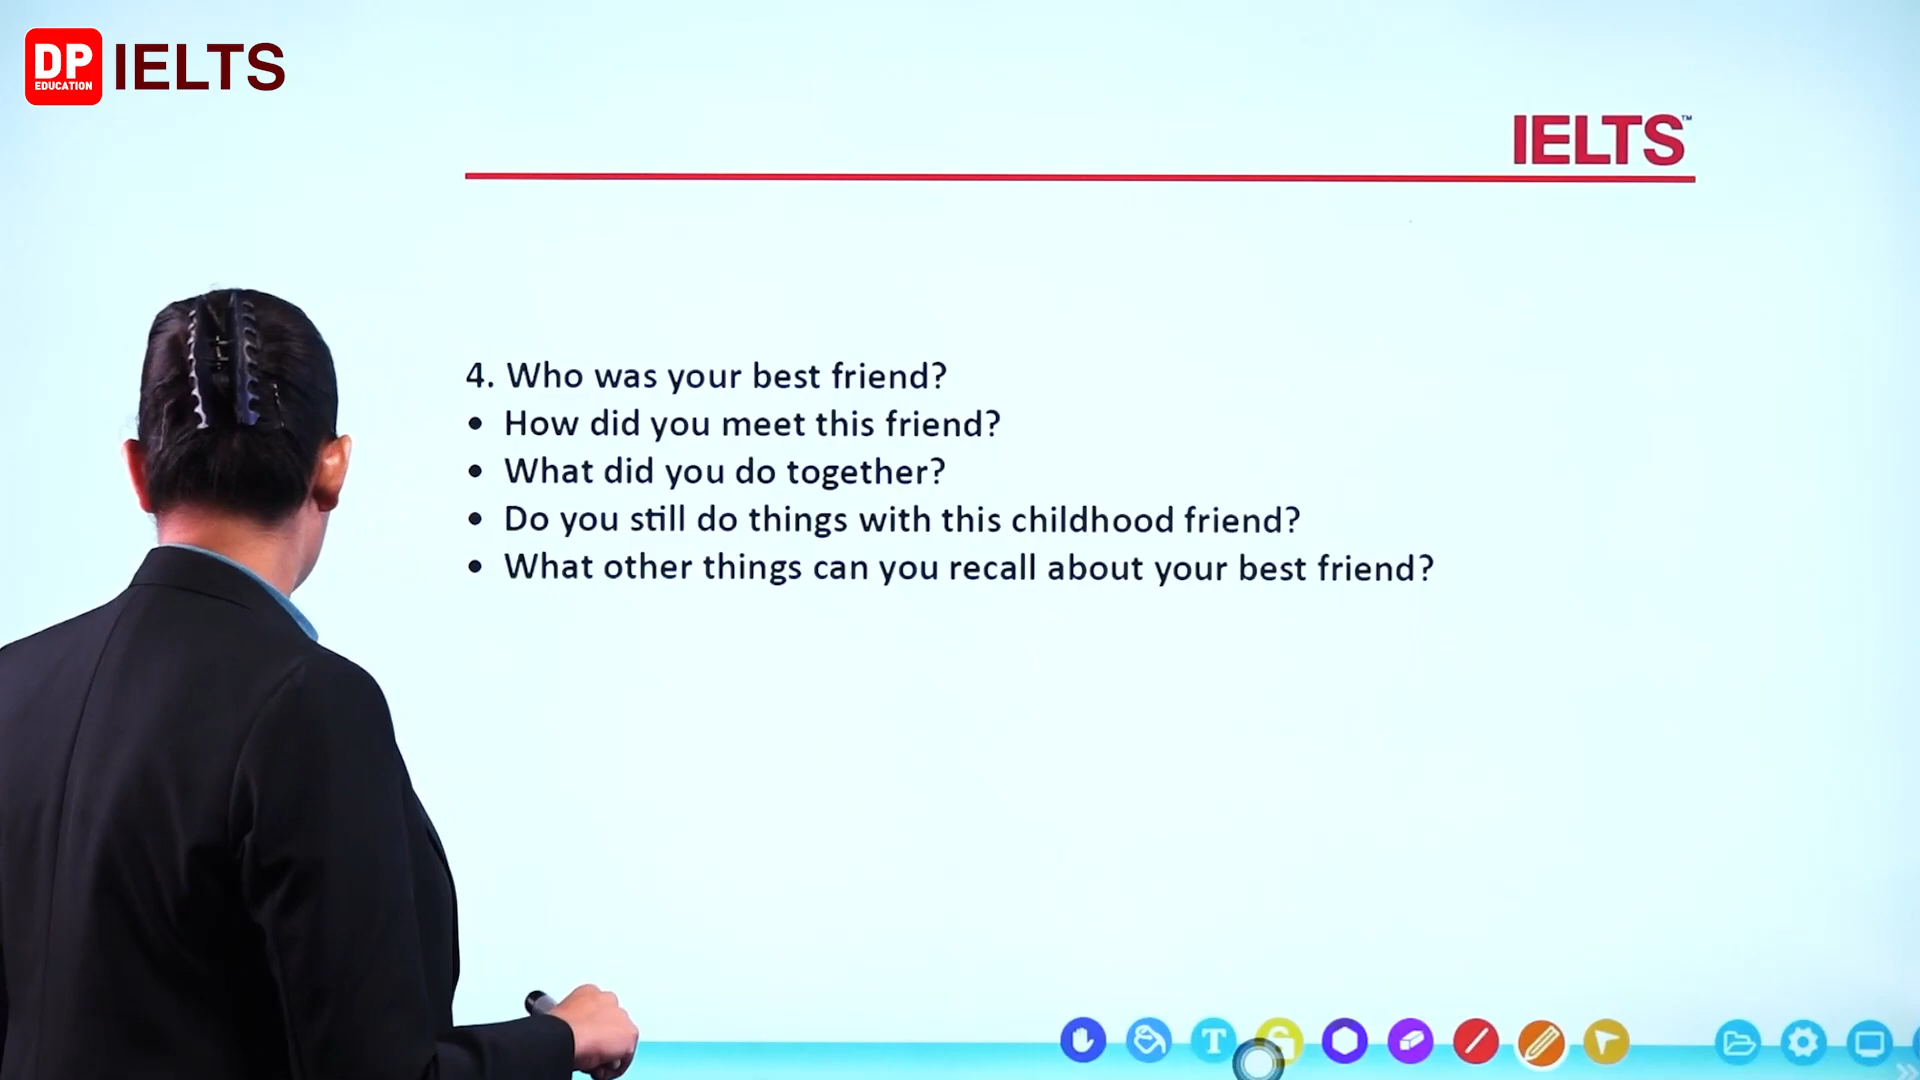 DP
EDUCATION
IELTS
IELTS™
4. Who was your best friend?
• How did you meet this friend?
• What did you do together?
• Do you still do things with this childhood friend?
• What other things can you recall about your best friend?
T